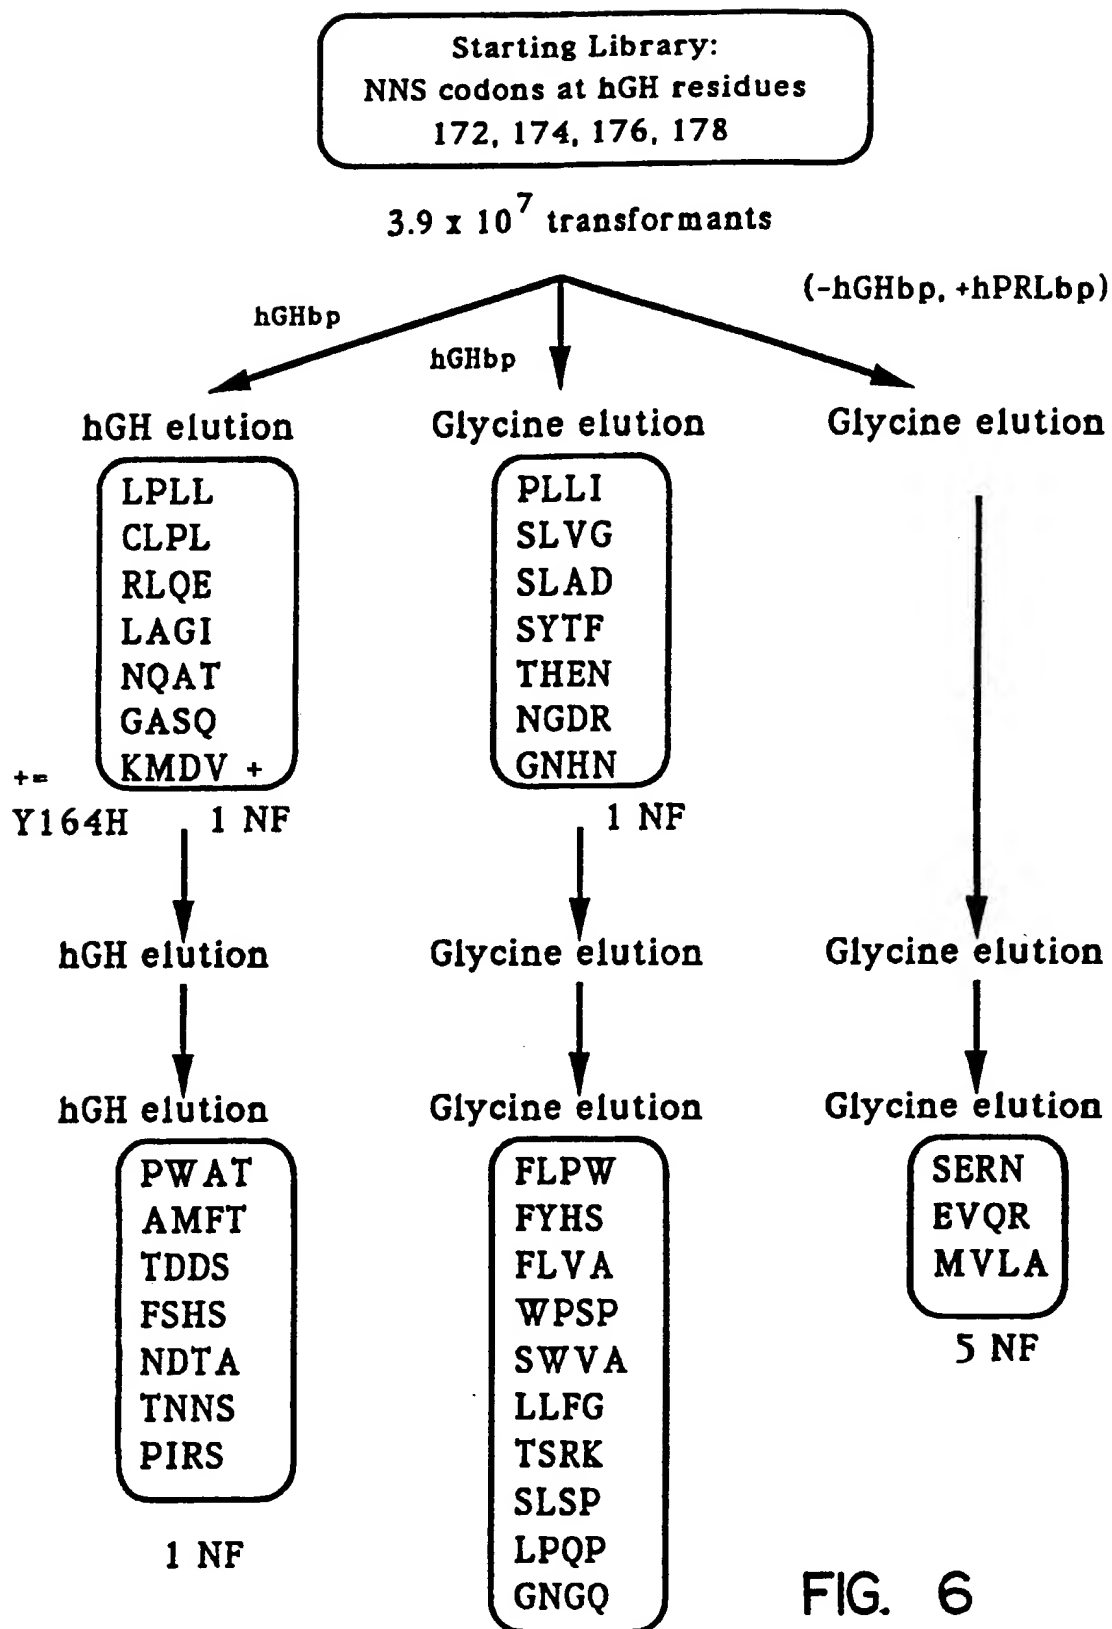 Starting Library:
NNS codons at hGH residues
172, 174, 176, 178
3.9 x 10^7 transformants
(-hGHbp, +hPRLbp)
hGHbp
hGHbp
hGH elution
Glycine elution
Glycine elution
LPLL
CLPL
RLQE
LAGI
NQAT
GASQ
KMDV +
+=
Y164H
1 NF
PLLI
SLVG
SLAD
SYTF
THEN
NGDR
GNHN
1 NF
hGH elution
Glycine elution
Glycine elution
hGH elution
Glycine elution
Glycine elution
PWAT
AMFT
TDDS
FSHS
NDTA
TNNS
PIRS
1 NF
FLPW
FYHS
FLVA
WPSP
SWVA
LLFG
TSRK
SLSP
LPQP
GNGQ
SERN
EVQR
MVLA
5 NF
FIG. 6